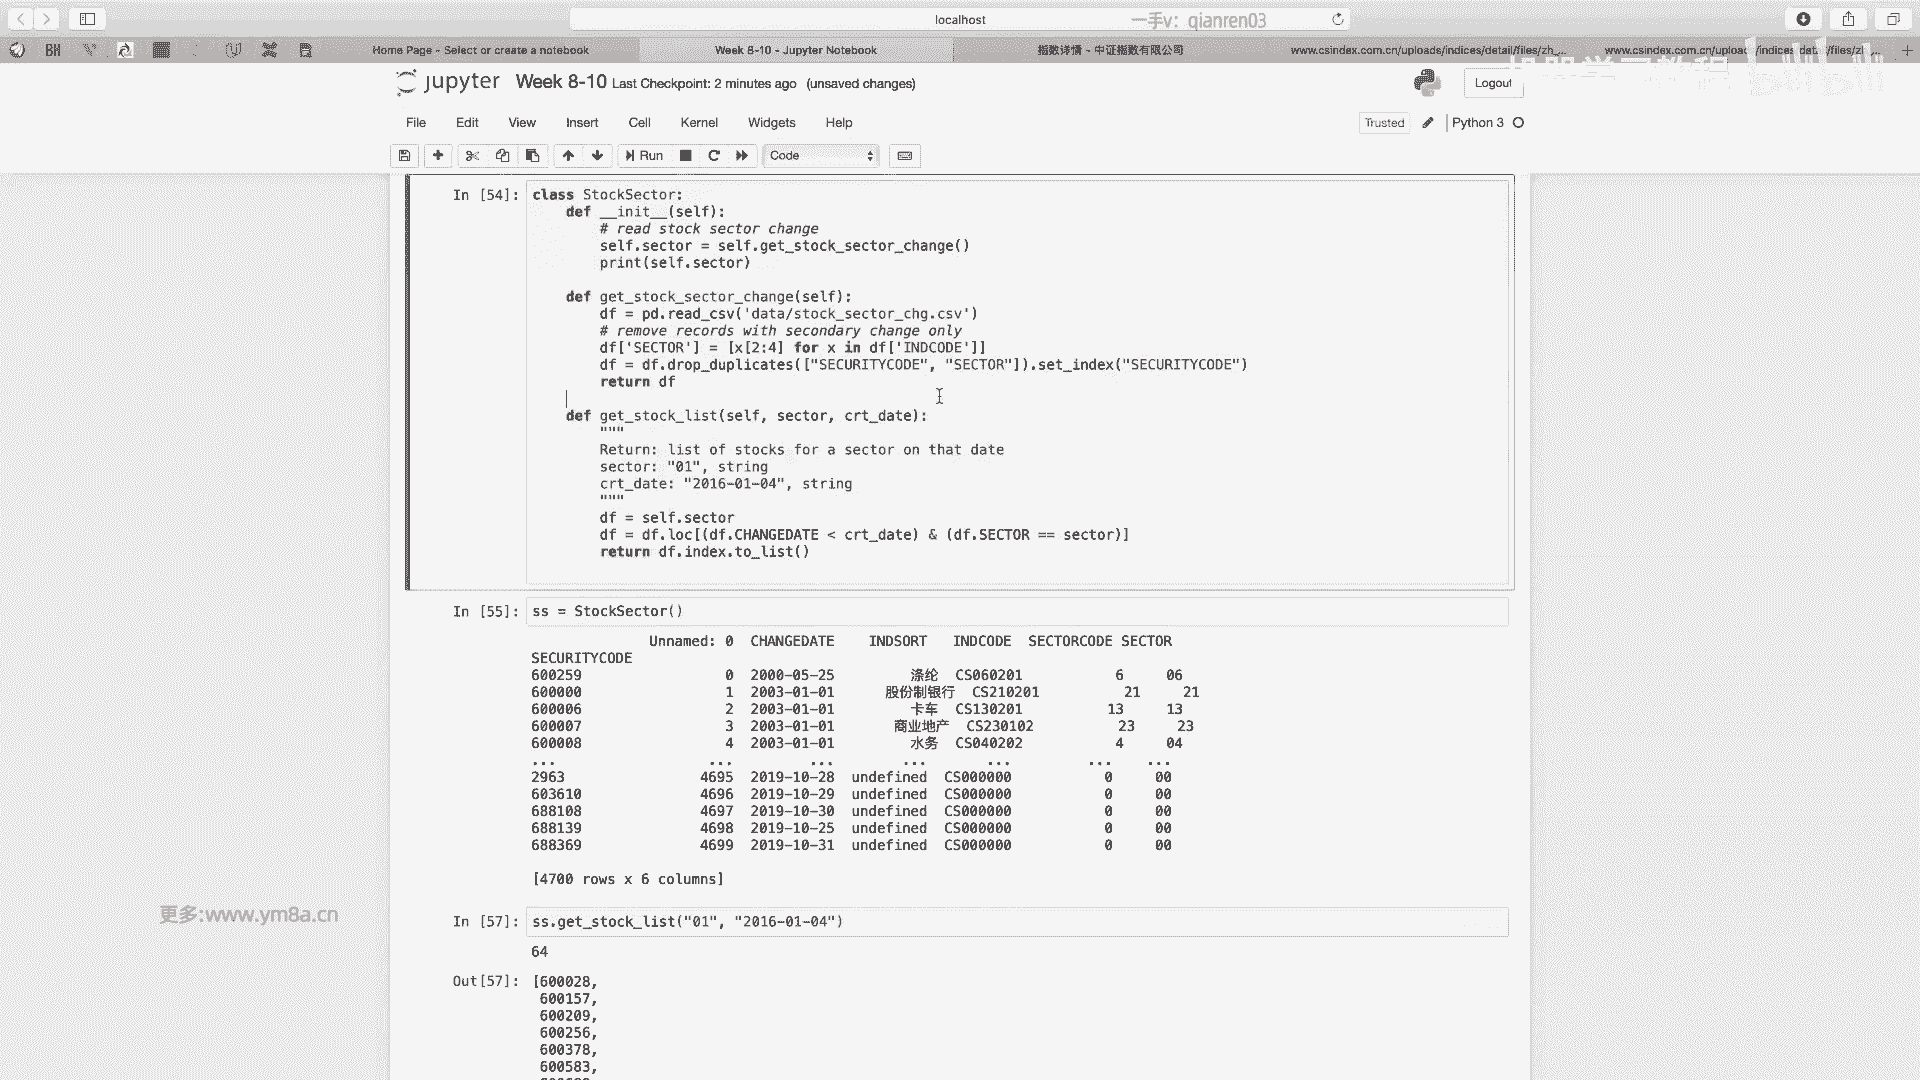 localhost
一手v：qianren03
BH
Home Page - Select or create a notebook
Week 8-10 - Jupyter Notebook
指数详情 - 中证指数有限公司
www.csindex.com.cn/uploads/indices/detail/files/zh_...
jupyter Week 8-10 Last Checkpoint: 2 minutes ago (unsaved changes)
Logout
File Edit View Insert Cell Kernel Widgets Help
Trusted Python 3
Run Code
In [54]:
class StockSector:
    def __init__(self):
        # read stock sector change
        self.sector = self.get_stock_sector_change()
        print(self.sector)
    def get_stock_sector_change(self):
        df = pd.read_csv('data/stock_sector_chg.csv')
        # remove records with secondary change only
        df['SECTOR'] = [x[2:4] for x in df['INDCODE']]
        df = df.drop_duplicates(["SECURITYCODE", "SECTOR"]).set_index("SECURITYCODE")
        return df
    def get_stock_list(self, sector, crt_date):
        """
        Return: list of stocks for a sector on that date
        sector: "01", string
        crt_date: "2016-01-04", string
        """
        df = self.sector
        df = df.loc[(df.CHANGEDATE < crt_date) & (df.SECTOR == sector)]
        return df.index.to_list()
In [55]: ss = StockSector()
Unnamed: 0 CHANGEDATE INDSORT INDCODE SECTORCODE SECTOR
SECURITYCODE
600259 0 2000-05-25 涤纶 CS060201 6 06
600000 1 2003-01-01 股份制银行 CS210201 21 21
600006 2 2003-01-01 卡车 CS130201 13 13
600007 3 2003-01-01 商业地产 CS230102 23 23
600008 4 2003-01-01 水务 CS040202 4 04
... ... ... ... ... ... ...
2963 4695 2019-10-28 undefined CS000000 0 00
603610 4696 2019-10-29 undefined CS000000 0 00
688108 4697 2019-10-30 undefined CS000000 0 00
688139 4698 2019-10-25 undefined CS000000 0 00
688369 4699 2019-10-31 undefined CS000000 0 00
[4700 rows x 6 columns]
更多:www.ym8a.cn
In [57]: ss.get_stock_list("01", "2016-01-04")
64
Out[57]: [600028,
600157,
600209,
600256,
600378,
600583,